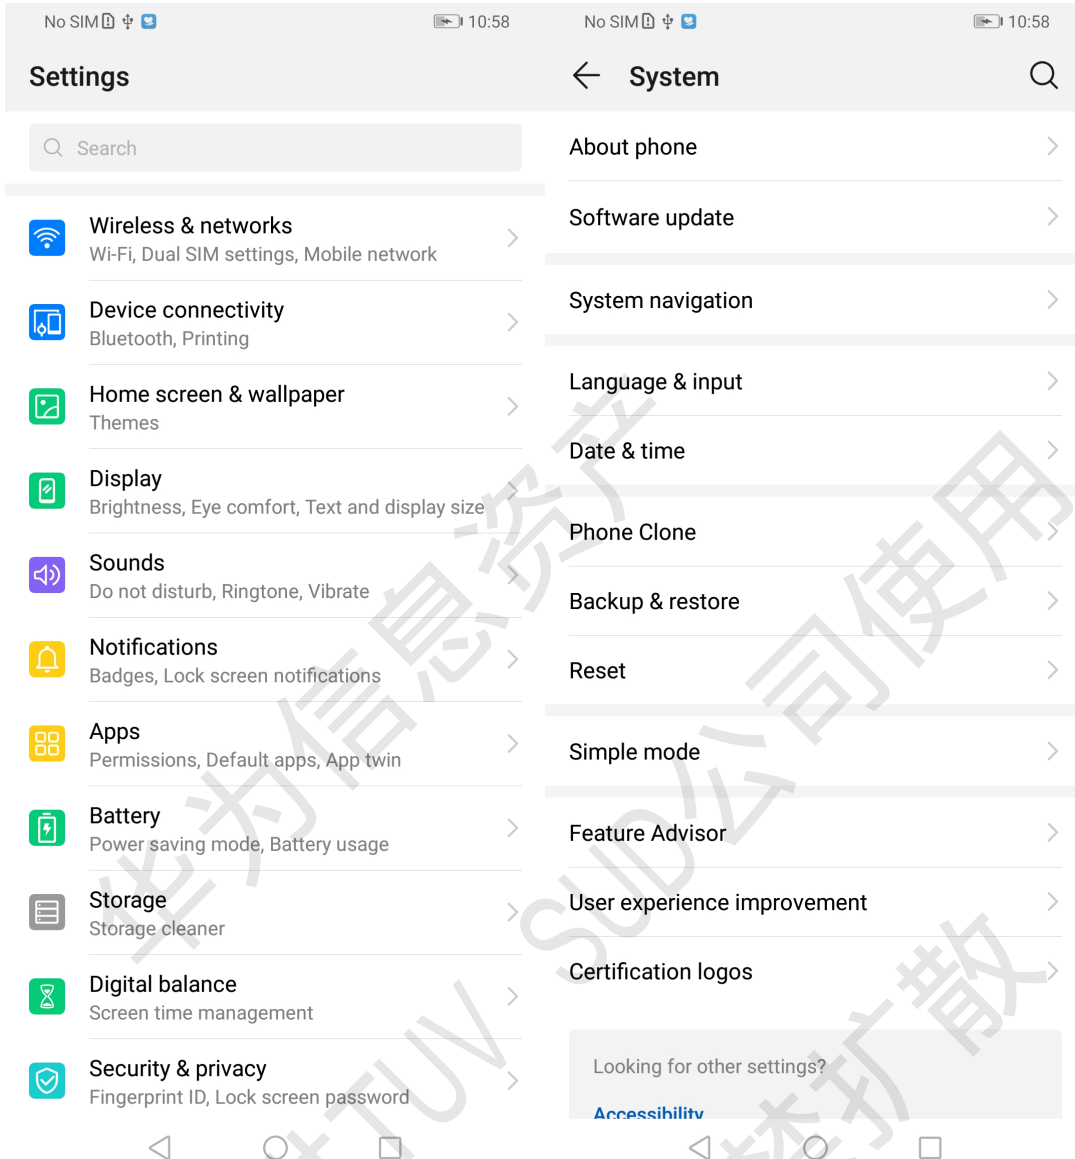 No SIM
10:58
Settings
Search
Wireless & networks
Wi-Fi, Dual SIM settings, Mobile network
Device connectivity
Bluetooth, Printing
Home screen & wallpaper
Themes
Display
Brightness, Eye comfort, Text and display size
Sounds
Do not disturb, Ringtone, Vibrate
Notifications
Badges, Lock screen notifications
Apps
Permissions, Default apps, App twin
Battery
Power saving mode, Battery usage
Storage
Storage cleaner
Digital balance
Screen time management
Security & privacy
Fingerprint ID, Lock screen password
No SIM
10:58
System
About phone
Software update
System navigation
Language & input
Date & time
Phone Clone
Backup & restore
Reset
Simple mode
Feature Advisor
User experience improvement
Certification logos
Looking for other settings?
Accessibility
华为信息资产
TUV SUD公司使用
禁扩散